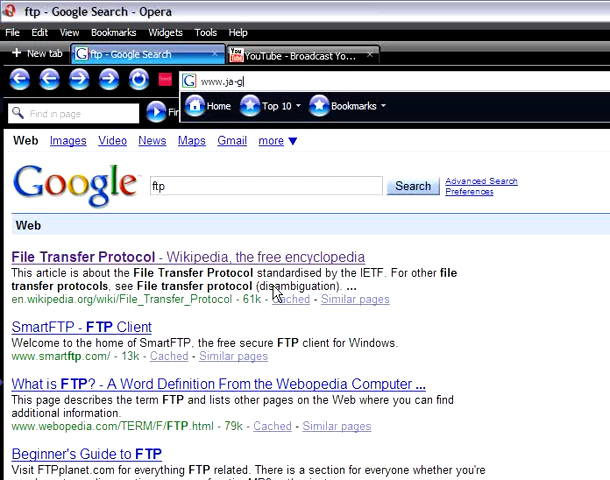 ftp - Google Search - Opera
File Edit View Bookmarks Widgets Tools Help
New tab ftp - Google Search YouTube - Broadcast Yo...
www.ja-g
Find in page Home Top 10 Bookmarks
Web Images Video News Maps Gmail more ▼
Google ftp Search Advanced Search
Preferences
Web
File Transfer Protocol - Wikipedia, the free encyclopedia
This article is about the File Transfer Protocol standardised by the IETF. For other file
transfer protocols, see File transfer protocol (disambiguation). ...
en.wikipedia.org/wiki/File_Transfer_Protocol - 61k - Cached - Similar pages
SmartFTP - FTP Client
Welcome to the home of SmartFTP, the free secure FTP client for Windows.
www.smartftp.com/ - 13k - Cached - Similar pages
What is FTP? - A Word Definition From the Webopedia Computer ...
This page describes the term FTP and lists other pages on the Web where you can find
additional information.
www.webopedia.com/TERM/F/FTP.html - 79k - Cached - Similar pages
Beginner's Guide to FTP
Visit FTPplanet.com for everything FTP related. There is a section for everyone whether you're